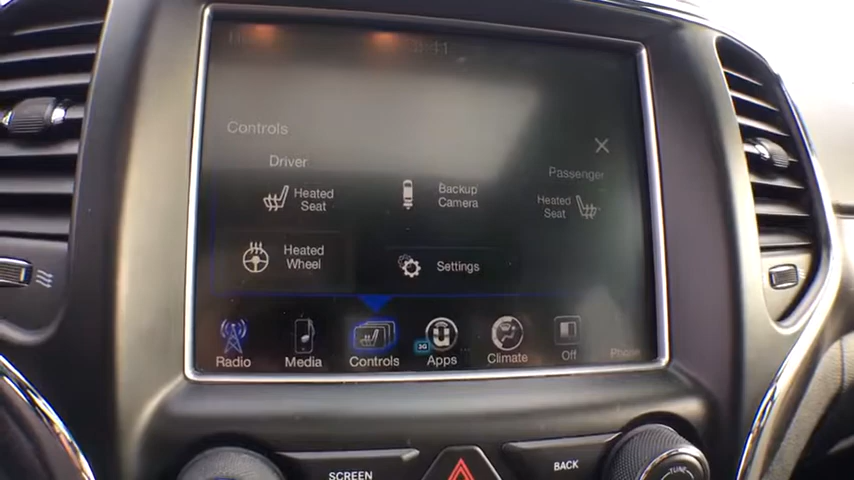 Controls
Driver
Passenger
Heated
Seat
Backup
Camera
Heated
Seat
Heated
Wheel
Settings
3G
Radio
Media
Controls
Apps
Climate
Off
Phone
SCREEN
BACK
TUNE